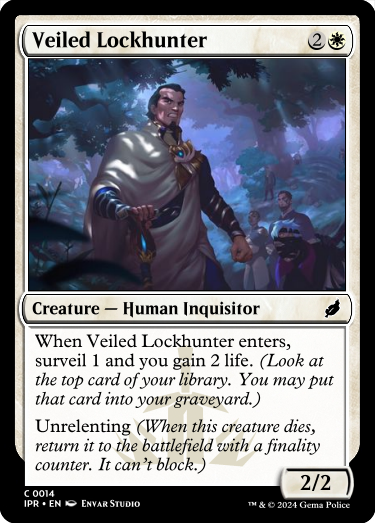 Veiled Lockhunter 2
Creature — Human Inquisitor
When Veiled Lockhunter enters,
surveil 1 and you gain 2 life. (Look at
the top card of your library. You may put
that card into your graveyard.)
Unrelenting (When this creature dies,
return it to the battlefield with a finality
counter. It can't block.)
2/2
C 0014
IPR • EN ENVAR STUDIO
™ & © 2024 Gema Police